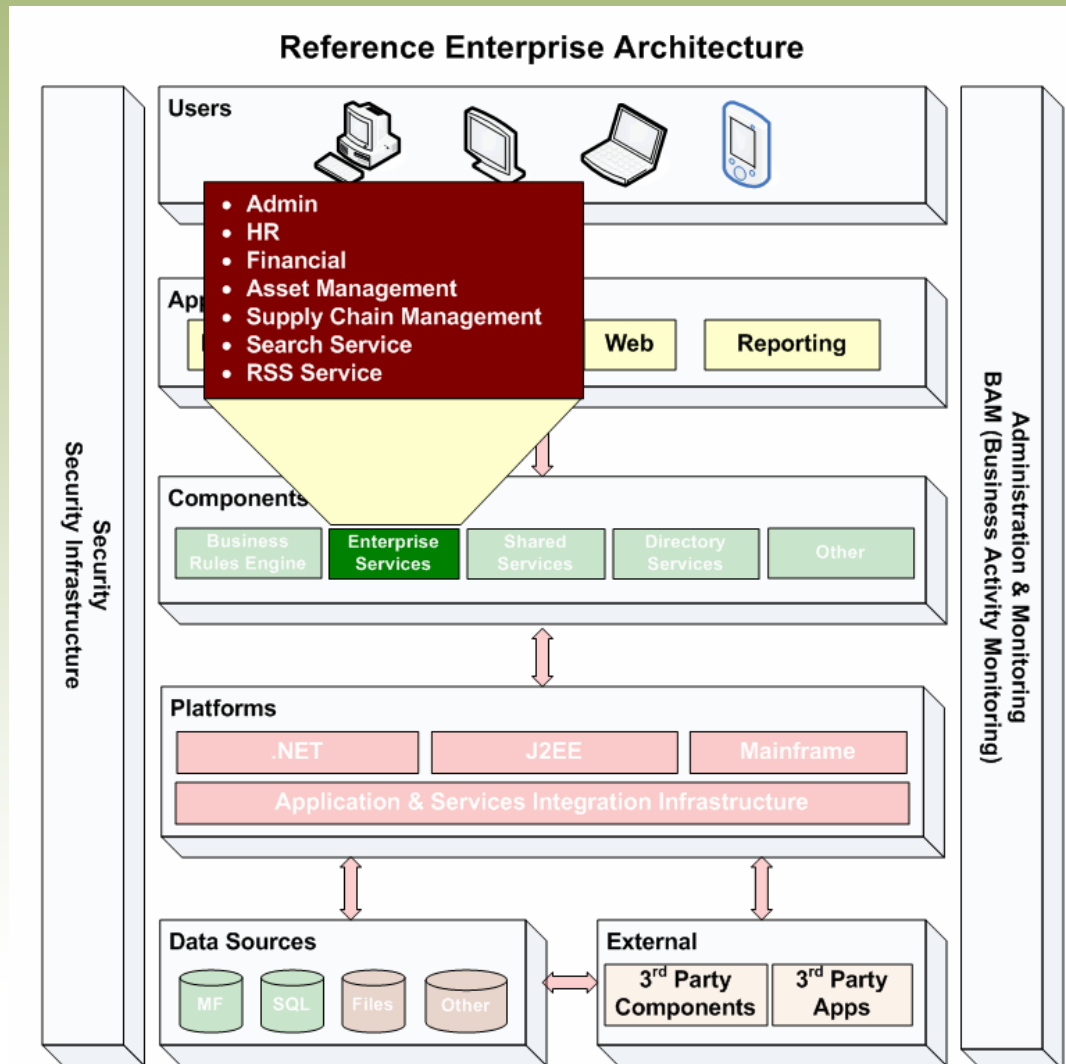 Reference Enterprise Architecture
Users
• Admin
• HR
• Financial
• Asset Management
• Supply Chain Management
• Search Service
• RSS Service
Web
Reporting
Components
Business
Rules Engine
Enterprise
Services
Shared
Services
Directory
Services
Other
Platforms
.NET
J2EE
Mainframe
Application & Services Integration Infrastructure
Data Sources
MF
SQL
Files
Other
External
3rd Party
Components
3rd Party
Apps
Security
Security Infrastructure
Administration & Monitoring
BAM (Business Activity Monitoring)